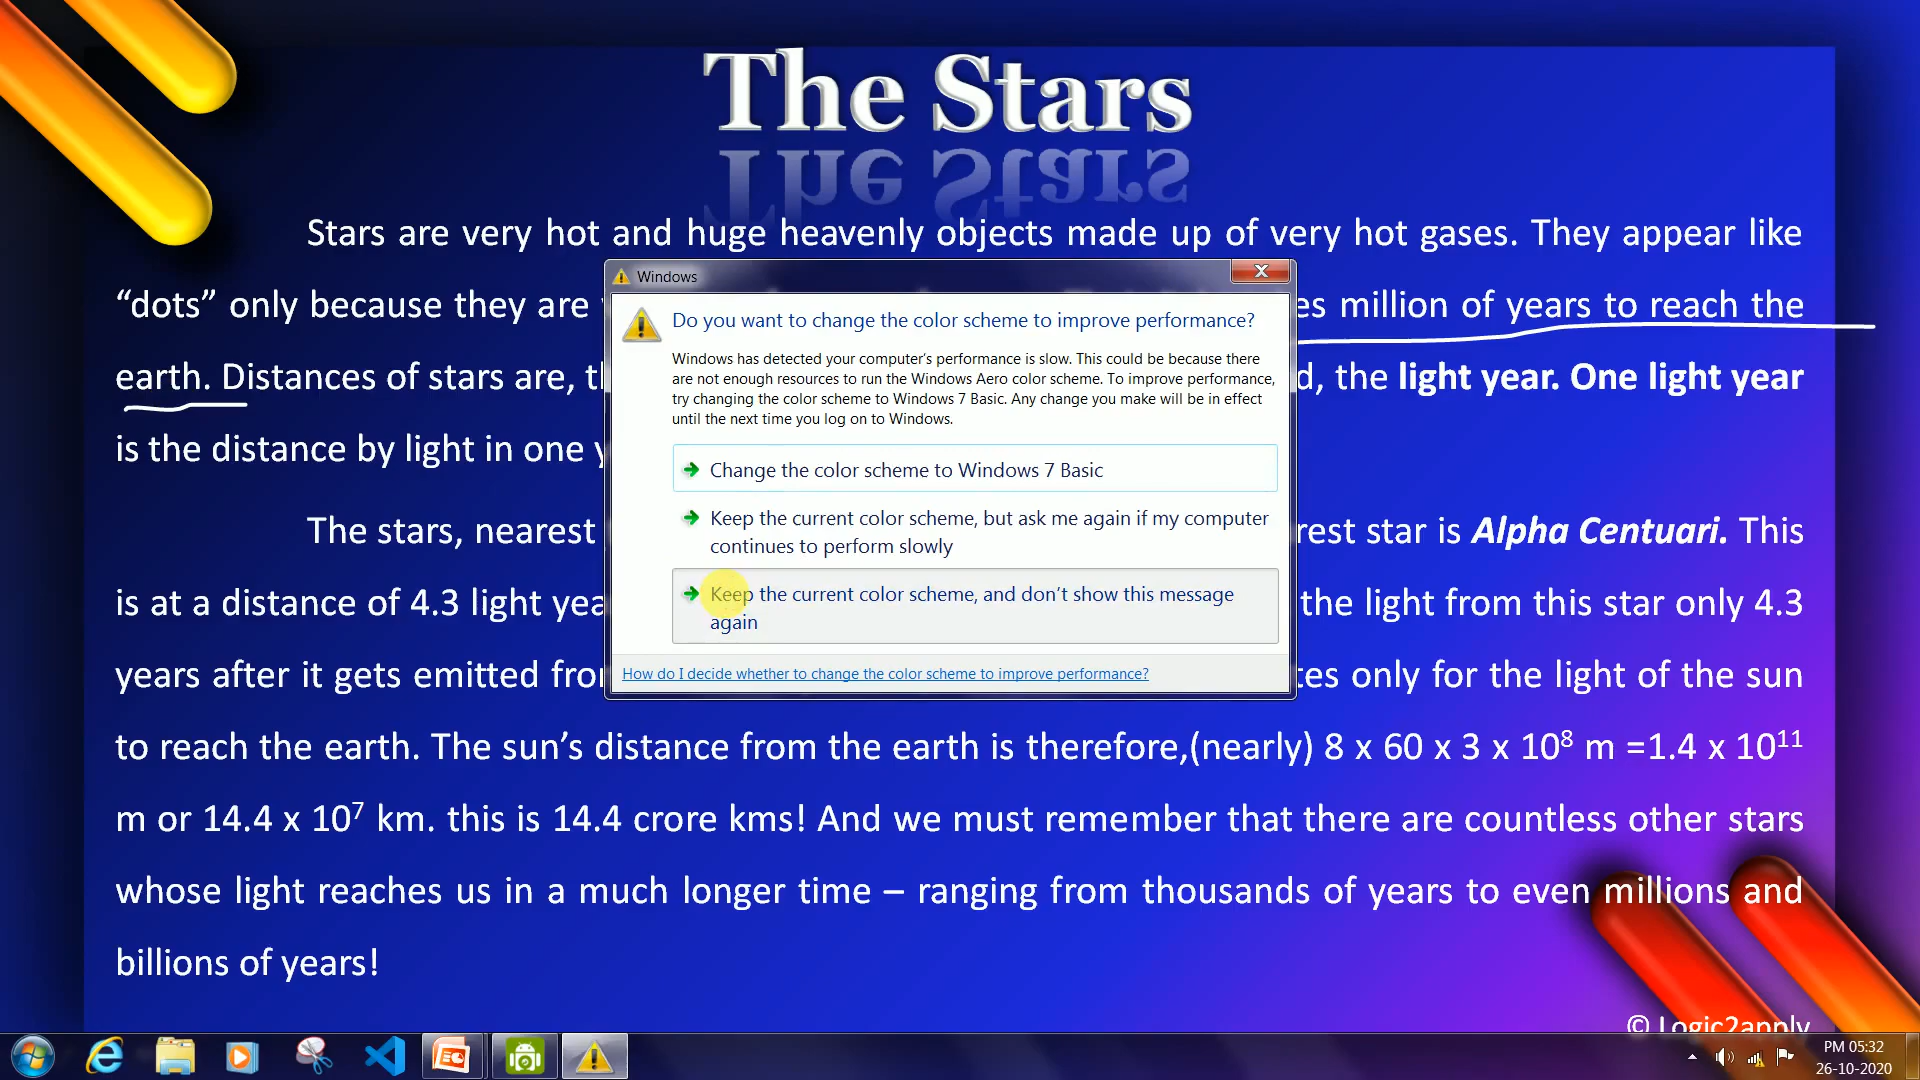 The Stars
Stars are very hot and huge heavenly objects made up of very hot gases. They appear like
“dots” only because they are
es million of years to reach the
earth. Distances of stars are,
d, the light year. One light year
is the distance by light in one y
The stars, nearest
rest star is Alpha Centuari. This
is at a distance of 4.3 light yea
the light from this star only 4.3
years after it gets emitted from
tes only for the light of the sun
to reach the earth. The sun’s distance from the earth is therefore,(nearly) 8 x 60 x 3 x 10⁸ m =1.4 x 10¹¹
m or 14.4 x 10⁷ km. this is 14.4 crore kms! And we must remember that there are countless other stars
whose light reaches us in a much longer time – ranging from thousands of years to even millions and
billions of years!
© Logic2apply
Windows
Do you want to change the color scheme to improve performance?
Windows has detected your computer's performance is slow. This could be because there
are not enough resources to run the Windows Aero color scheme. To improve performance,
try changing the color scheme to Windows 7 Basic. Any change you make will be in effect
until the next time you log on to Windows.
Change the color scheme to Windows 7 Basic
Keep the current color scheme, but ask me again if my computer
continues to perform slowly
Keep the current color scheme, and don’t show this message
again
How do I decide whether to change the color scheme to improve performance?
PM 05:32
26-10-2020